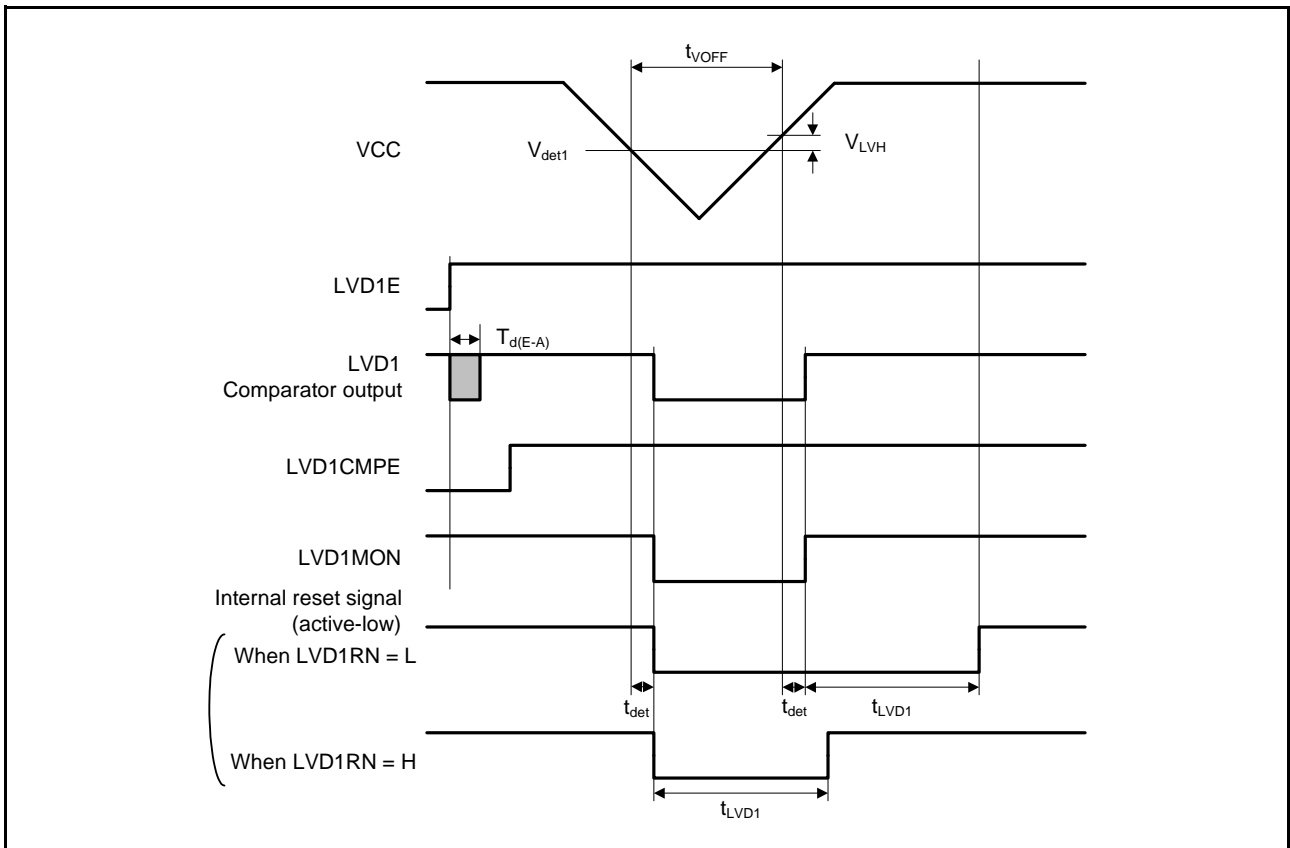 tVOFF
VCC
Vdet1
VLVH
LVD1E
Td(E-A)
LVD1
Comparator output
LVD1CMPE
LVD1MON
Internal reset signal
(active-low)
When LVD1RN = L
tdet
tdet
tLVD1
When LVD1RN = H
tLVD1